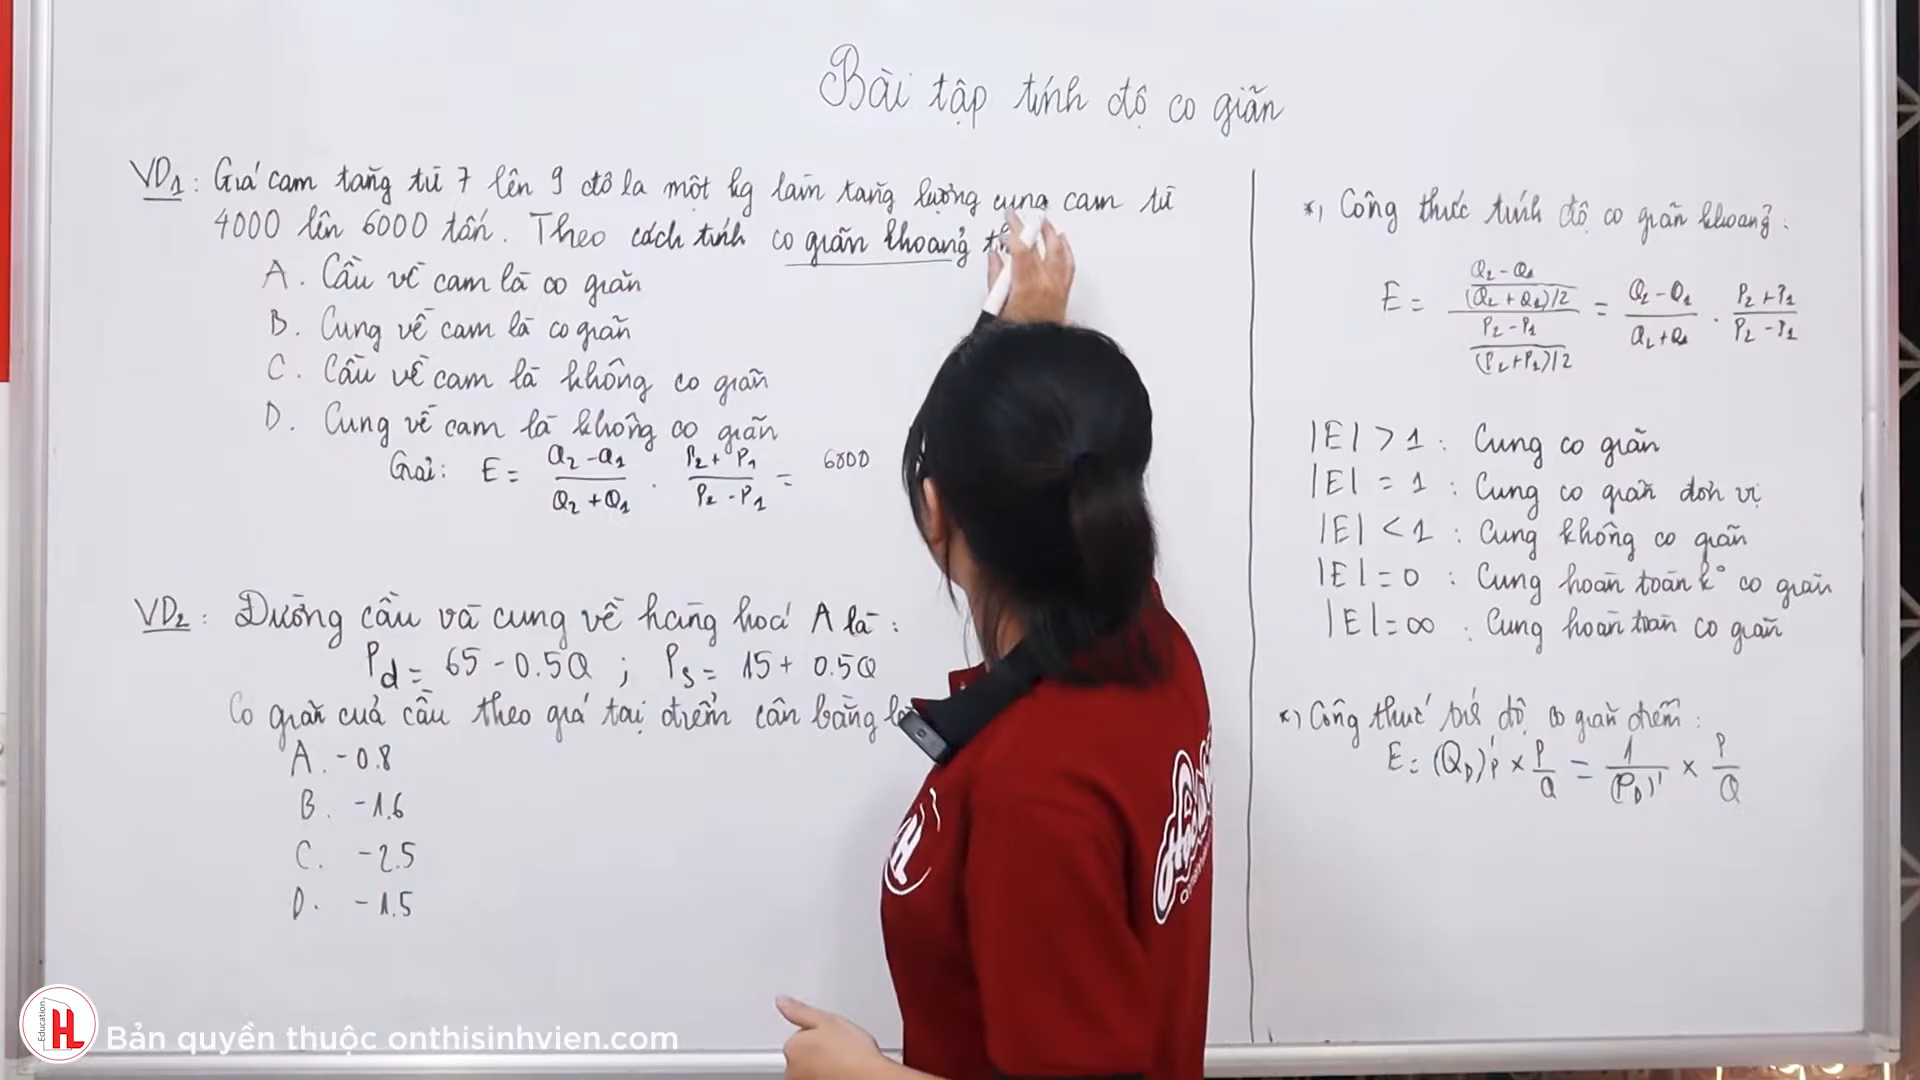 Bài tập tính độ co giãn
VD1: Giá cam tăng từ 7 lên 9 đô la một kg làm tăng lượng cung cam từ
4000 lên 6000 tấn. Theo cách tính co giãn khoảng
A. Cầu về cam là co giãn
B. Cung về cam là co giãn
C. Cầu về cam là không co giãn
D. Cung về cam là không co giãn
Giải: E = (Q2 - Q1)/(Q2 + Q1) . (P2 + P1)/(P2 - P1) = 6000
VD2: Đường cầu và cung về hàng hoá A là:
Pd = 65 - 0.5Q ; Ps = 15 + 0.5Q
Co giãn của cầu theo giá tại điểm cân bằng
A. -0.8
B. -1.6
C. -2.5
D. -1.5
*) Công thức tính độ co giãn khoảng:
E = ((Q2 - Q1)/((Q2 + Q1)/2))/((P2 - P1)/((P2 + P1)/2)) = (Q2 - Q1)/(Q2 + Q1) . (P2 + P1)/(P2 - P1)
|E| > 1 : Cung co giãn
|E| = 1 : Cung co giãn đơn vị
|E| < 1 : Cung không co giãn
|E| = 0 : Cung hoàn toàn k° co giãn
|E| = ∞ : Cung hoàn toàn co giãn
*) Công thức độ co giãn điểm:
E = (QD)'P × P/Q = 1/(PD)' × P/Q
Education
HL
Bản quyền thuộc onthisinhvien.com